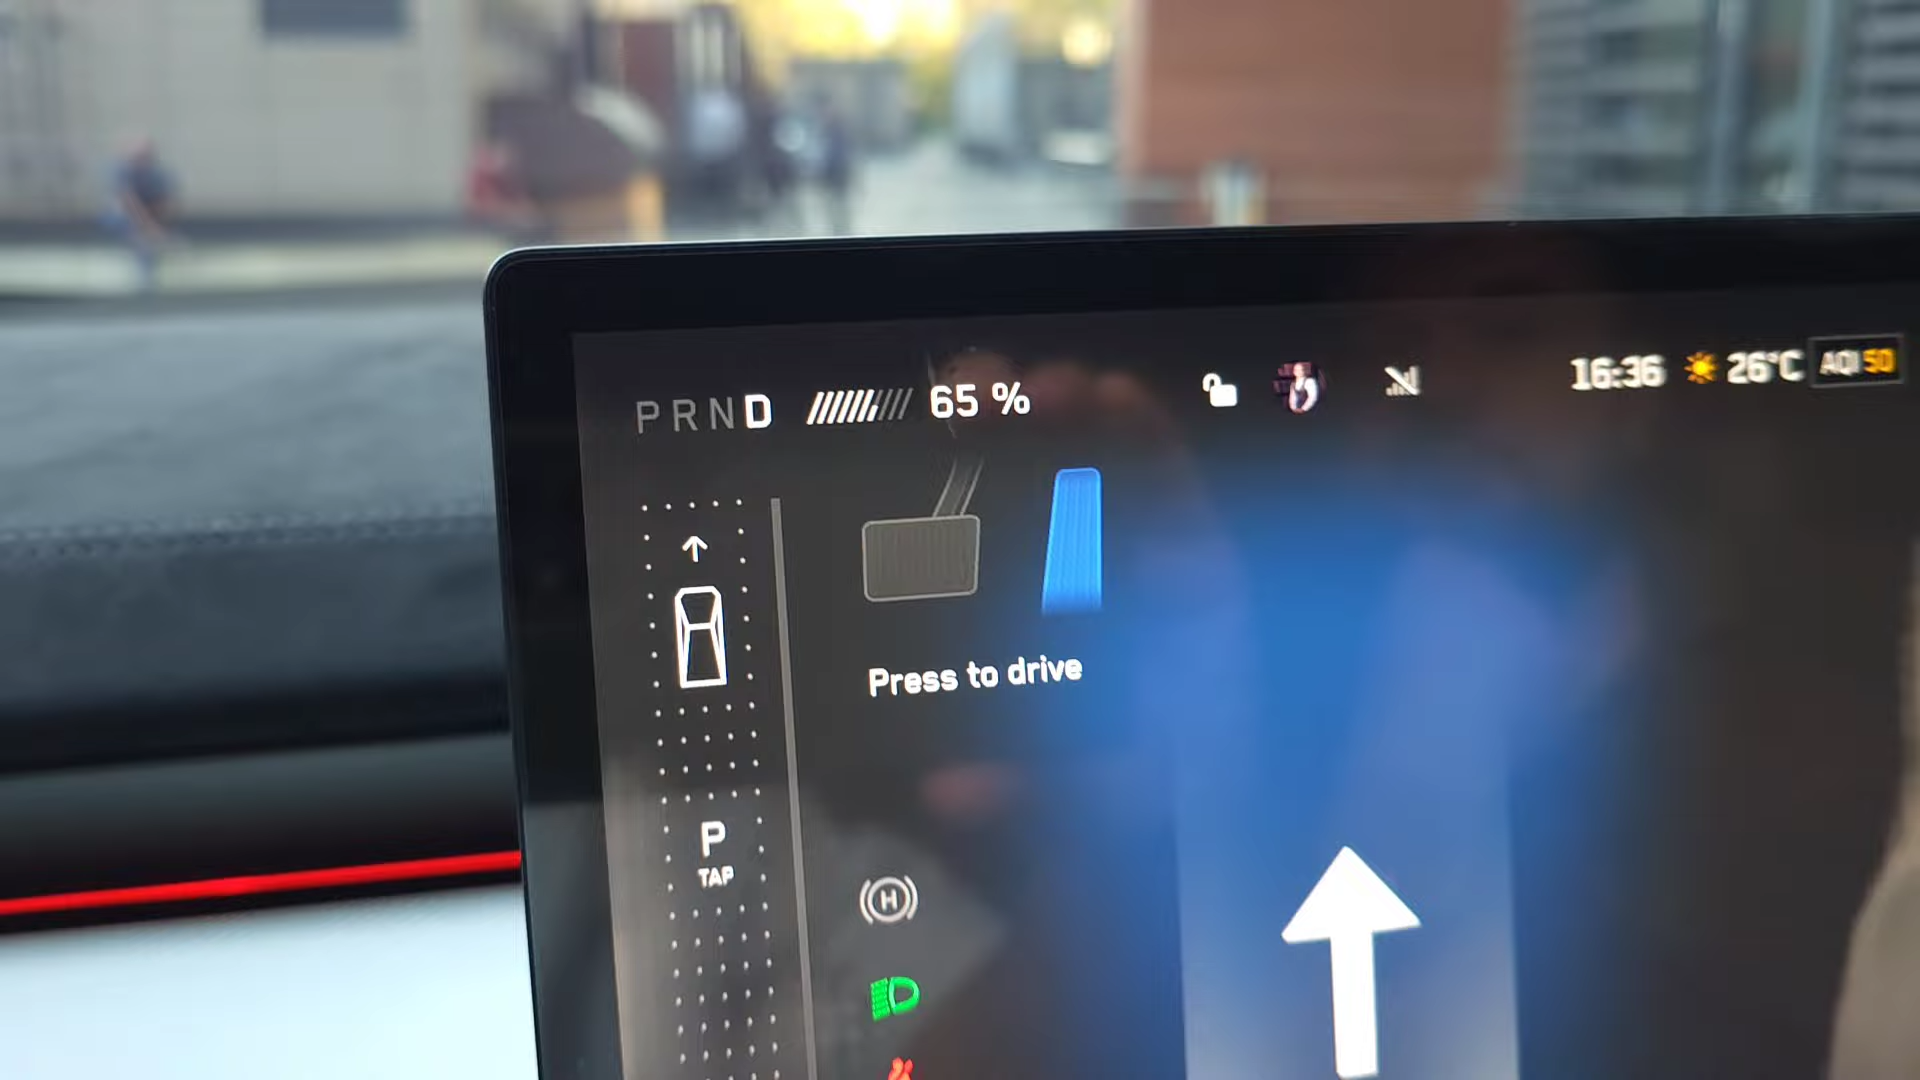 PRND 65 % 16:36 26°C AQI 50
Press to drive
P
TAP
H